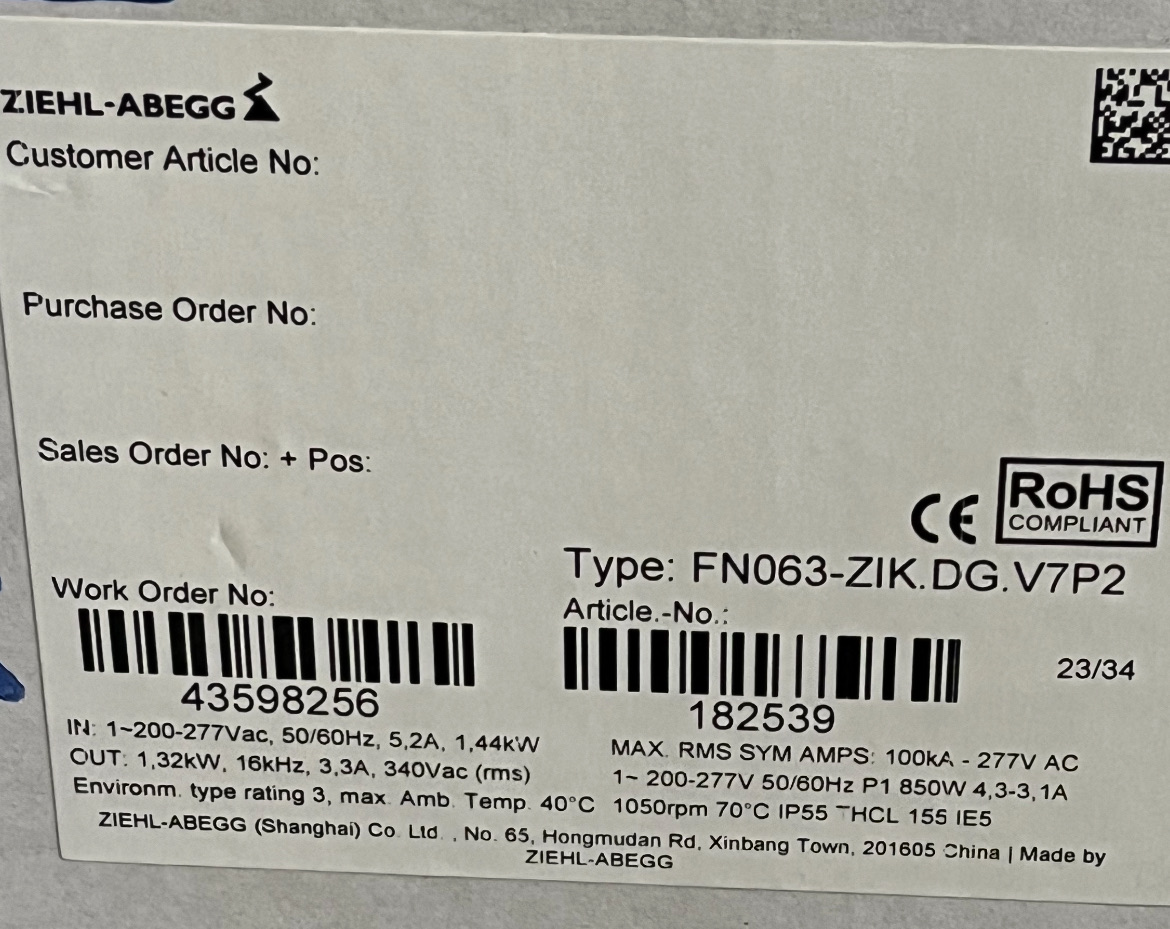 ZIEHL-ABEGG
Customer Article No:
Purchase Order No:
Sales Order No: + Pos:
CE
RoHS
COMPLIANT
Type: FN063-ZIK.DG.V7P2
Work Order No:
Article.-No.:
43598256
182539
23/34
IN: 1~200-277Vac, 50/60Hz, 5,2A, 1,44kW
OUT: 1,32kW, 16kHz, 3,3A, 340Vac (rms)
Environm. type rating 3, max. Amb. Temp. 40°C
MAX. RMS SYM AMPS: 100kA - 277V AC
1~ 200-277V 50/60Hz P1 850W 4,3-3,1A
1050rpm 70°C IP55 THCL 155 IE5
ZIEHL-ABEGG (Shanghai) Co. Ltd. , No. 65, Hongmudan Rd, Xinbang Town, 201605 China | Made by
ZIEHL-ABEGG